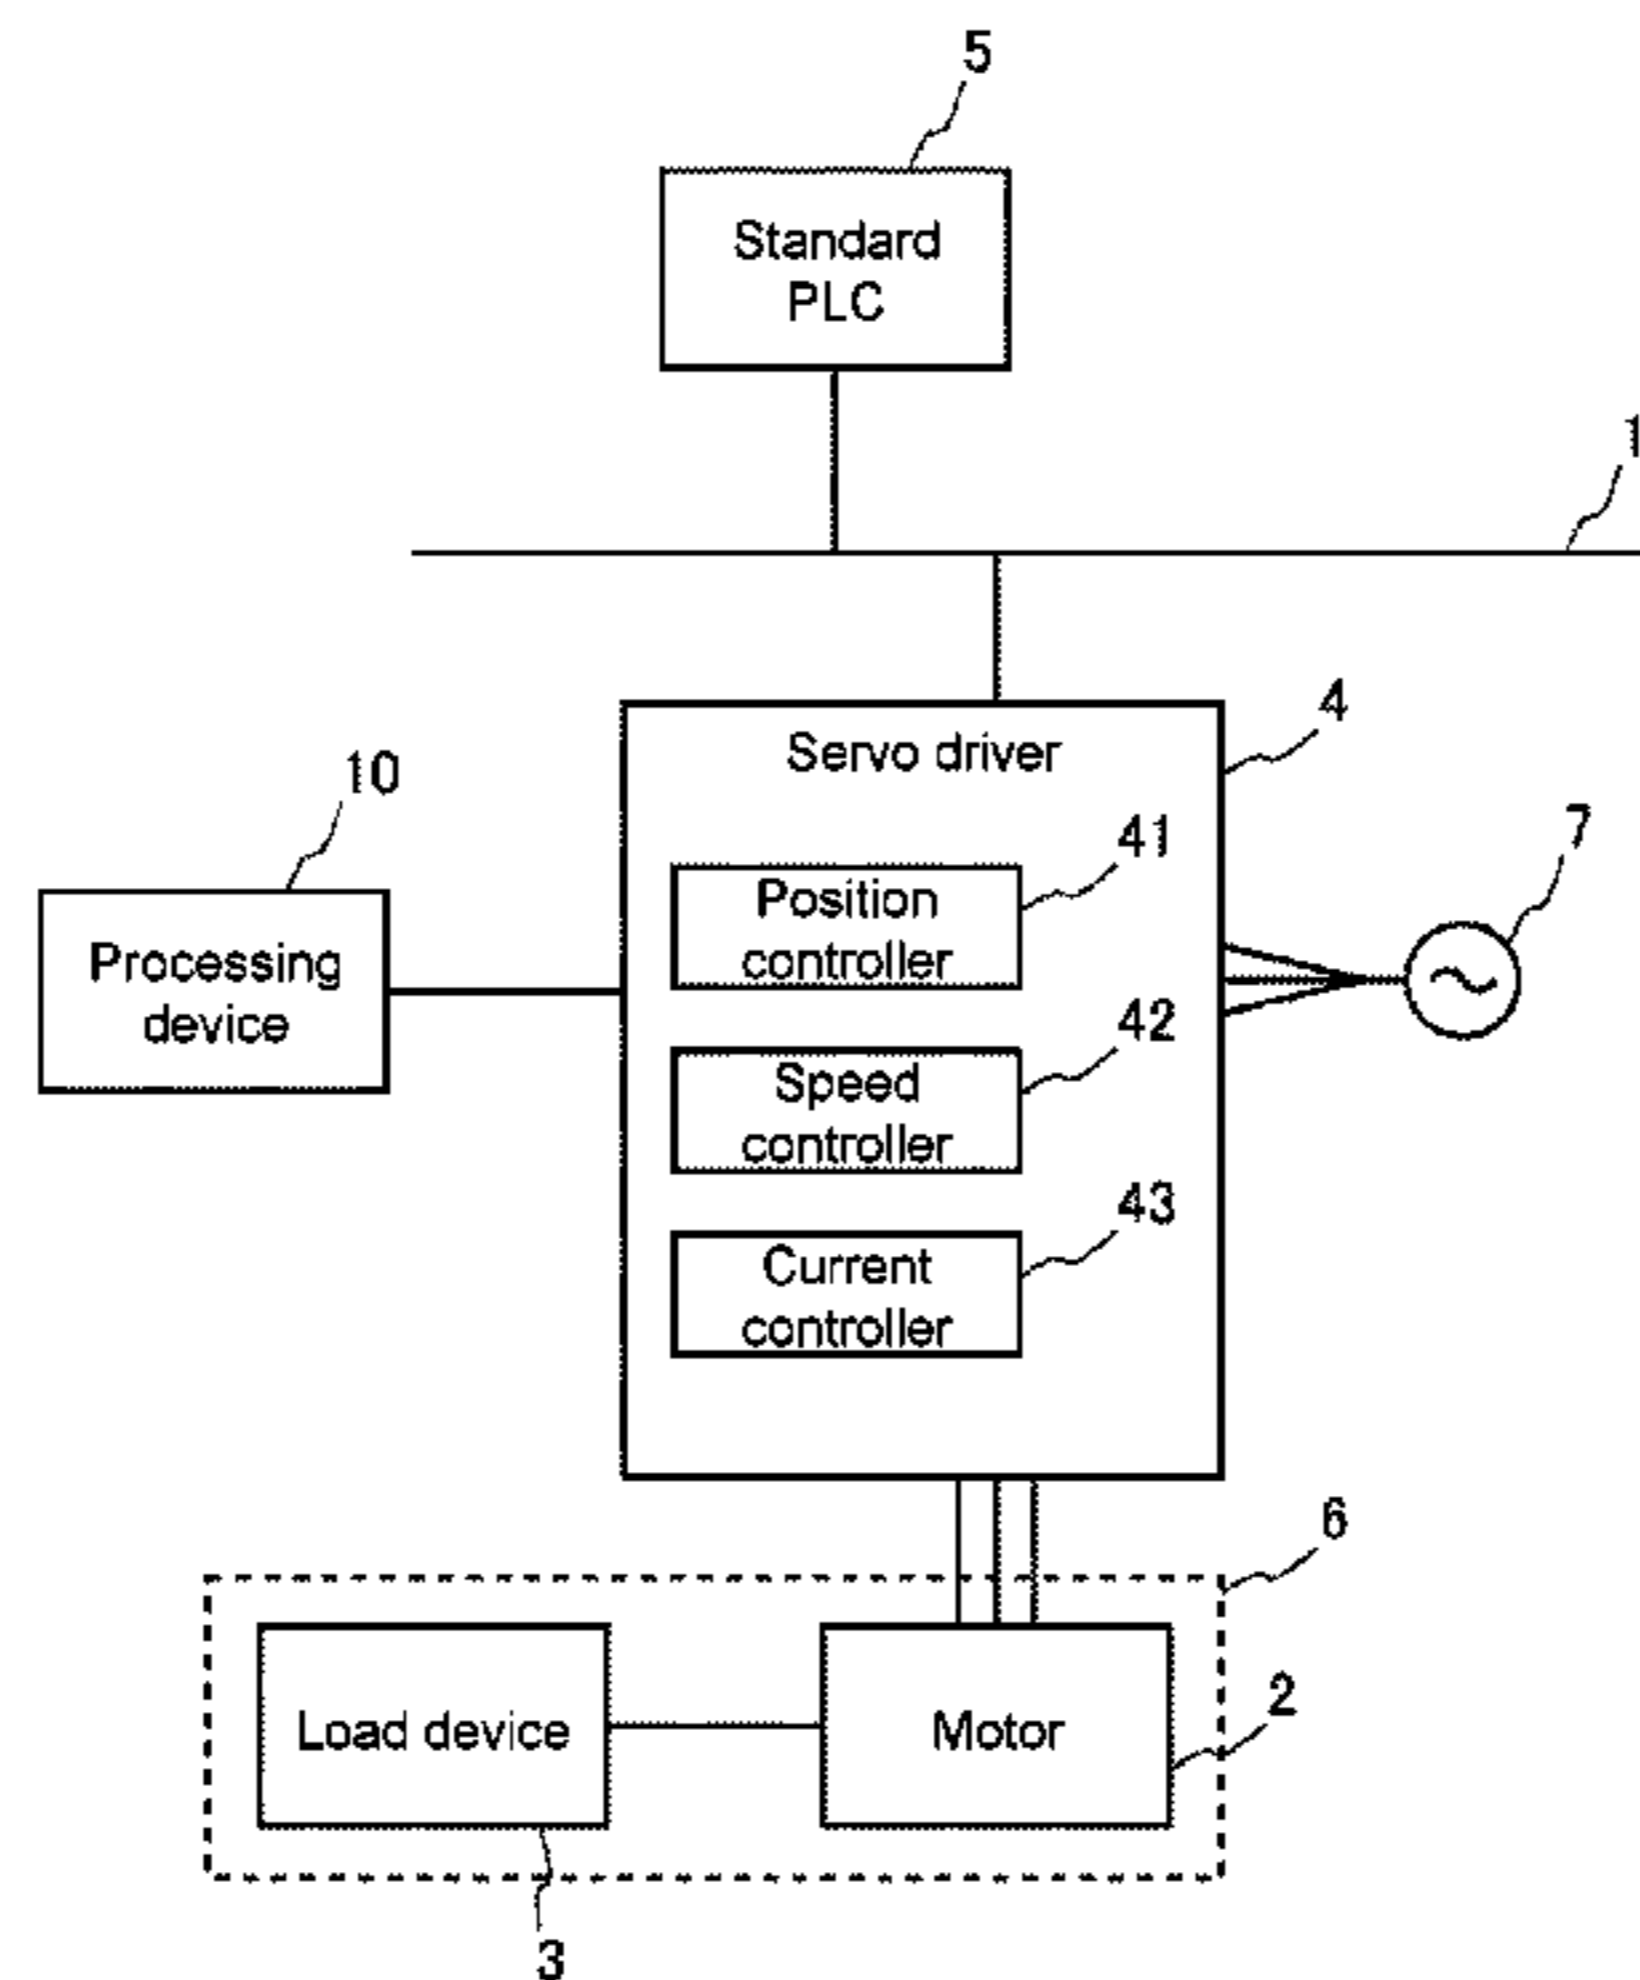 5
Standard
PLC
1
4
Servo driver
10
7
41
Position
controller
Processing
device
42
Speed
controller
43
Current
controller
6
2
Load device
Motor
3